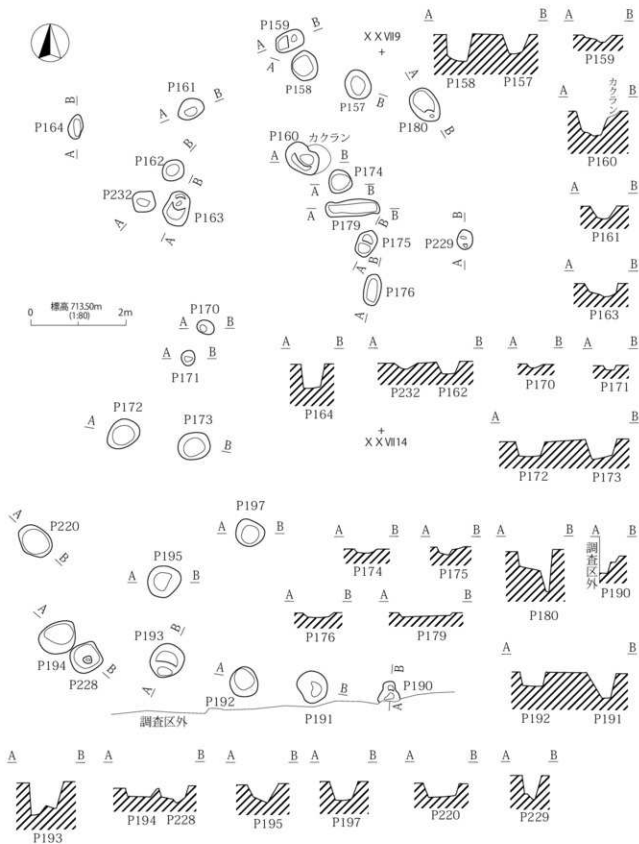 P159
B
A
A
P158
XXⅦ9
P157
B
A
P180
B
P161
B
A
B
P164
A
P162
B
B
P232
A
P163
A
P160
カクラン
A
B
P174
A
B
A
B
P179
B
P175
A
B
P176
A
B
P229
A
A
B
P158
P157
A
B
P159
A
B
カクラン
P160
A
B
P161
A
B
P163
0
標高 713.50m
(1:80)
2m
P170
A
B
A
B
P171
A
P172
P173
B
A
B
P164
A
B
P232
P162
A
B
P170
A
B
P171
XXⅦ14
A
B
P172
P173
A
P220
B
P197
A
B
P195
A
B
A
P194
P228
B
P193
B
A
A
P192
P191
B
B
P190
A
調査区外
A
B
P174
A
B
P175
A
B
P180
A
B
調査区外
P190
A
B
P176
A
B
P179
A
B
P192
P191
A
B
P193
A
B
P194
P228
A
B
P195
A
B
P197
A
B
P220
A
B
P229